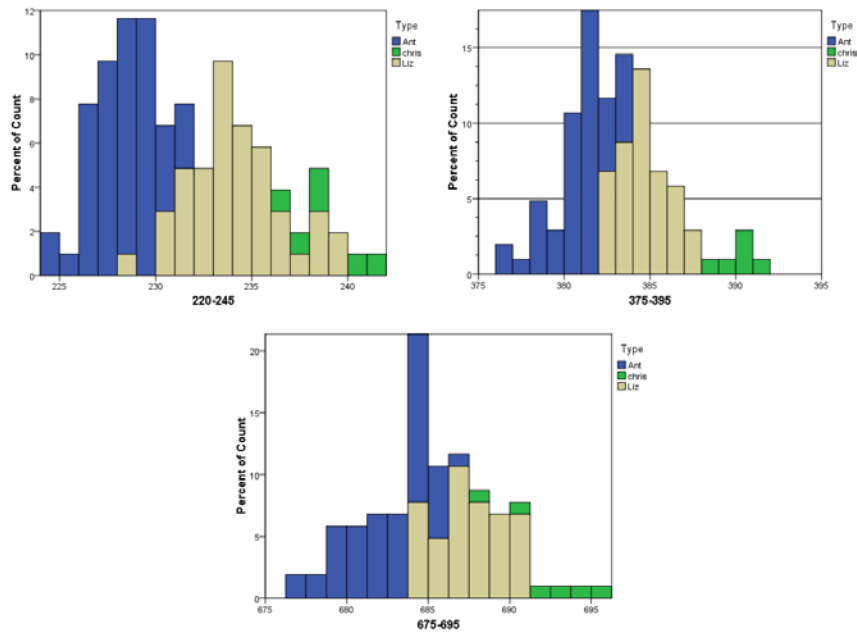 12
10
8
6
4
2
0
225
230
235
240
220-245
Percent of Count
Type
Ant
chris
Liz
15
10
5
0
375
380
385
390
395
375-395
Percent of Count
Type
Ant
chris
Liz
20
15
10
5
0
675
680
685
690
695
675-695
Percent of Count
Type
Ant
chris
Liz